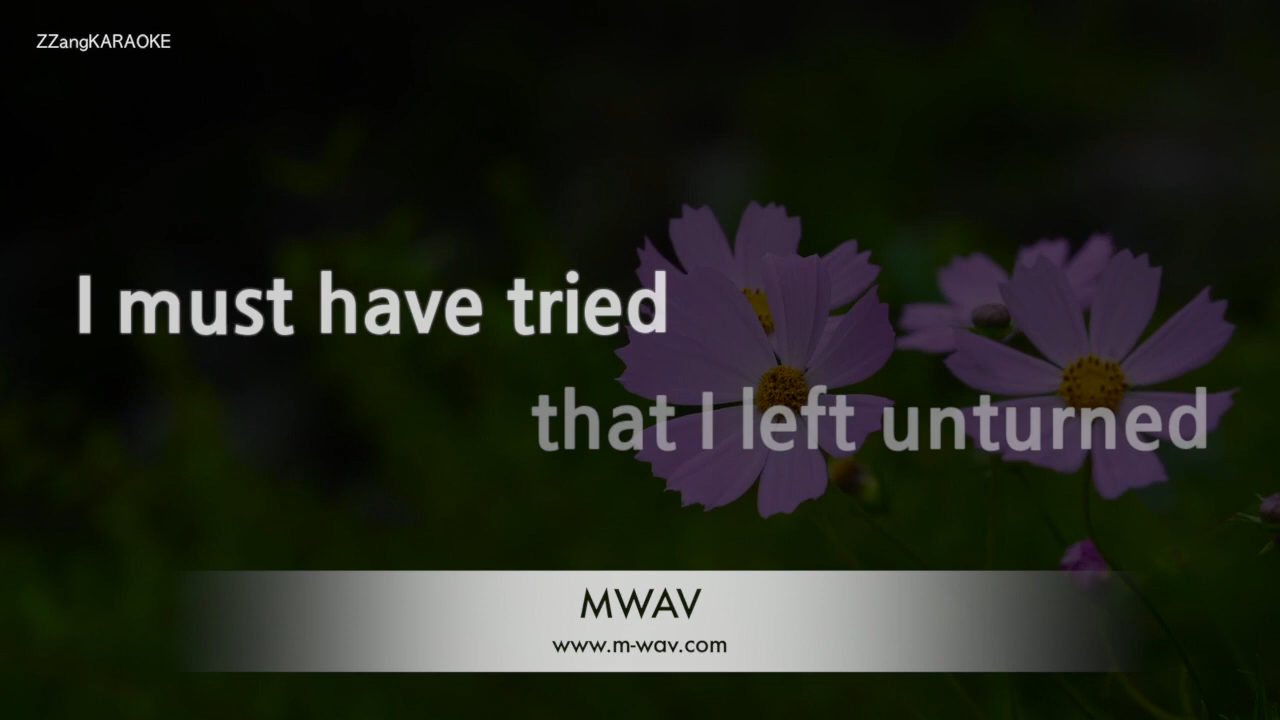 ZZangKARAOKE
I must have tried
that I left unturned
MWAV
www.m-wav.com